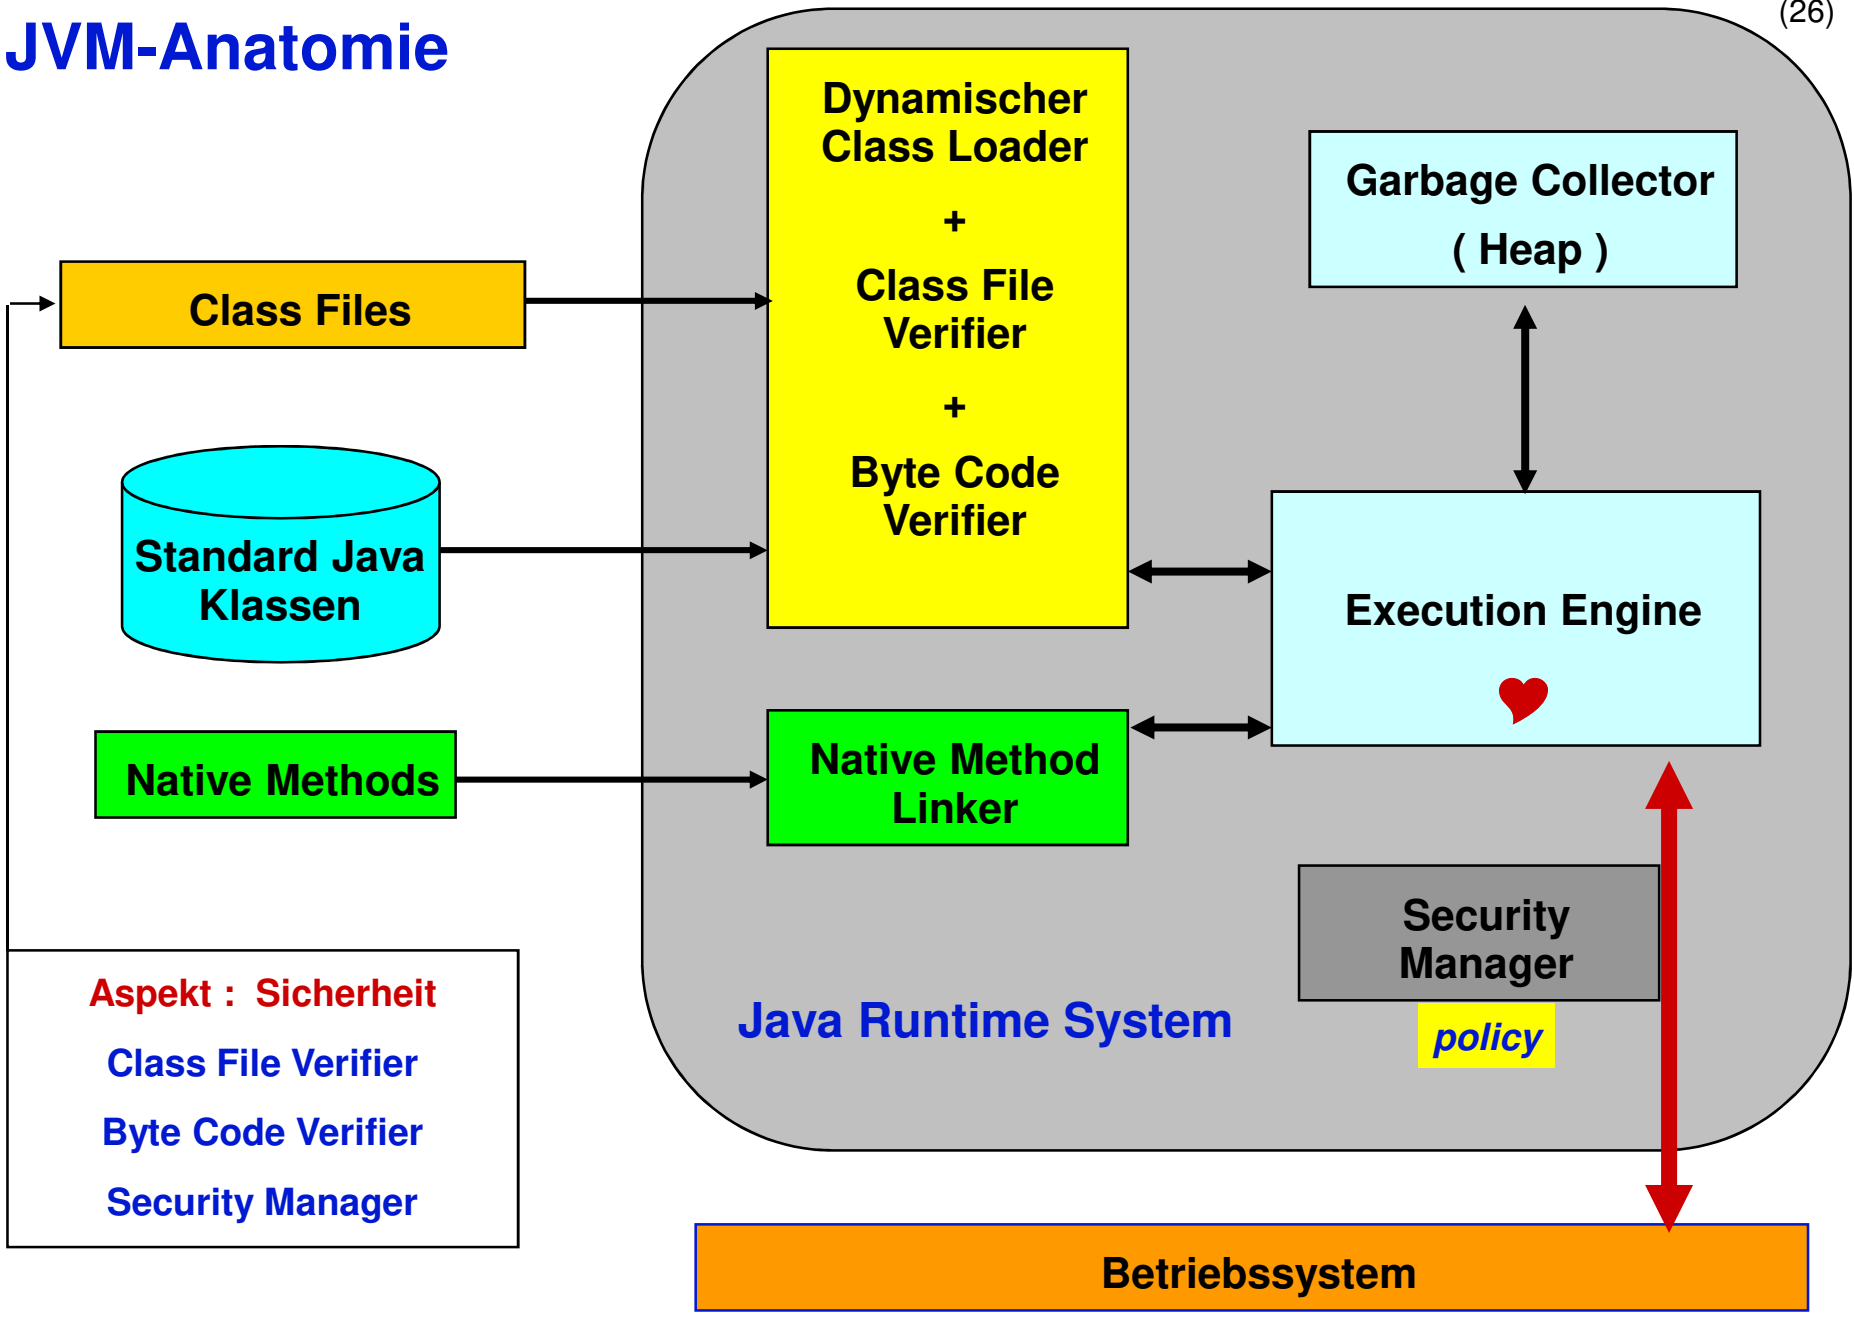 (26)
JVM-Anatomie
Dynamischer
Class Loader
+
Class File
Verifier
+
Byte Code
Verifier
Garbage Collector
( Heap )
Class Files
Standard Java
Klassen
Execution Engine
Native Methods
Native Method
Linker
Security
Manager
policy
Java Runtime System
Aspekt : Sicherheit
Class File Verifier
Byte Code Verifier
Security Manager
Betriebssystem